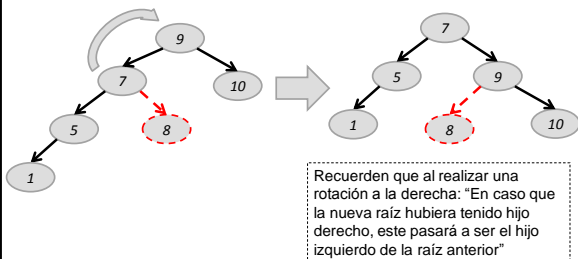 9
7
10
5
8
1
7
5
9
1
8
10
Recuerden que al realizar una
rotación a la derecha: “En caso que
la nueva raíz hubiera tenido hijo
derecho, este pasará a ser el hijo
izquierdo de la raíz anterior”